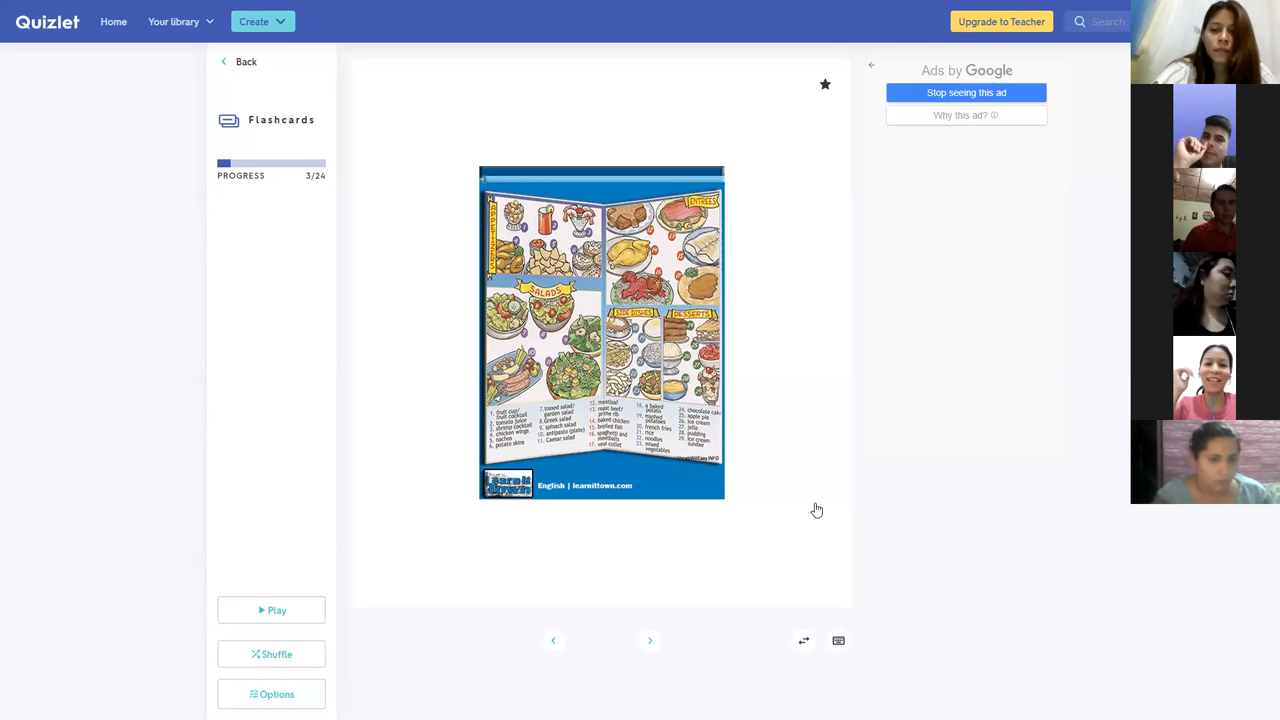 Quizlet
Home
Your library
Create
Upgrade to Teacher
Search
Back
Flashcards
PROGRESS 3/24
Play
Shuffle
Options
Ads by Google
Stop seeing this ad
Why this ad?
APPETIZERS
ENTREES
SALADS
SIDE DISHES
DESSERTS
1. fruit cup/
fruit cocktail
2. tomato juice
3. shrimp cocktail
4. chicken wings
5. nachos
6. potato skins
7. tossed salad/
garden salad
8. Greek salad
9. spinach salad
10. antipasto (plate)
11. Caesar salad
12. meatloaf
13. roast beef/
prime rib
14. baked chicken
15. broiled fish
16. spaghetti and
meatballs
17. veal cutlet
18. a baked
potato
19. mashed
potatoes
20. french fries
21. rice
22. noodles
23. mixed
vegetables
24. chocolate cak
25. apple pie
26. ice cream
27. jello
28. pudding
29. ice cream
sundae
English | learnittown.com